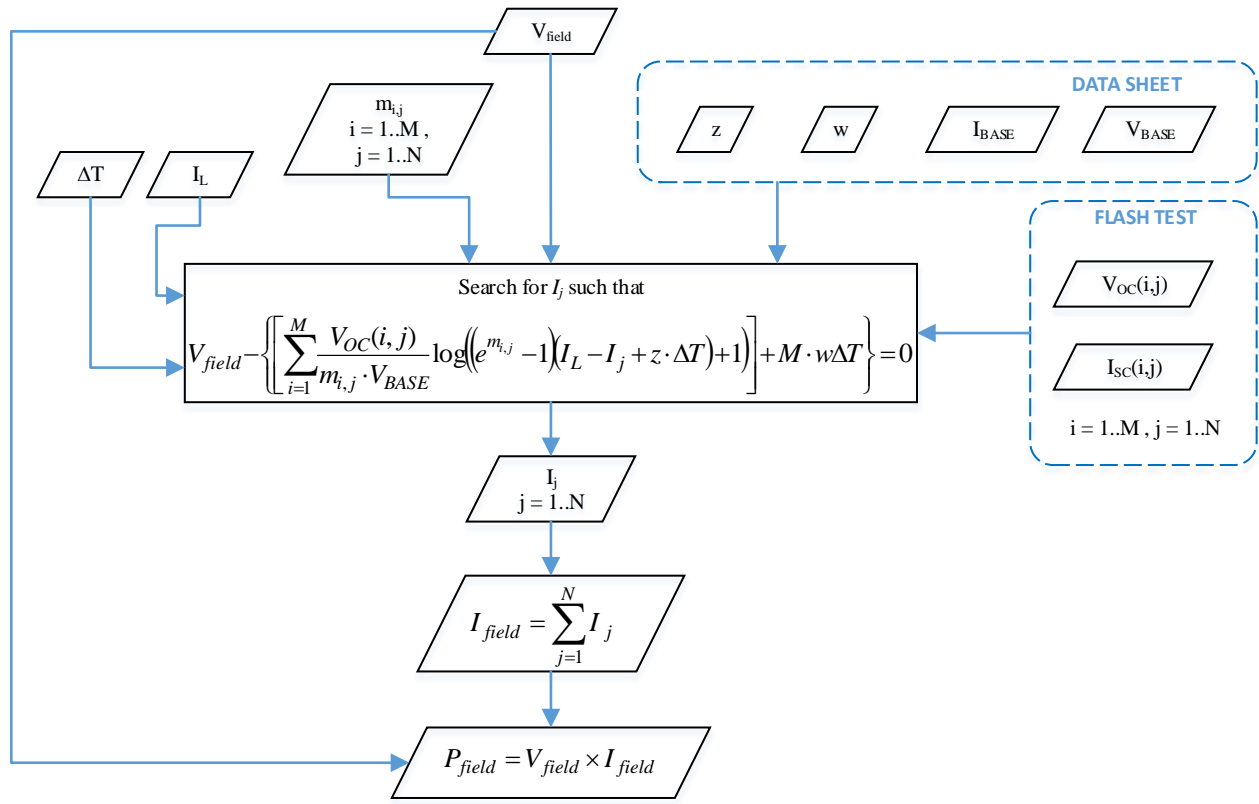 V_field
m_i,j
i = 1..M ,
j = 1..N
DATA SHEET
z
w
I_BASE
V_BASE
ΔT
I_L
FLASH TEST
V_OC(i,j)
I_SC(i,j)
i = 1..M , j = 1..N
Search for I_j such that
V_field − {[∑_{i=1}^{M} V_OC(i, j) / (m_i,j · V_BASE) log((e^{m_i,j} − 1)(I_L − I_j + z · ΔT) + 1)] + M · wΔT} = 0
I_j
j = 1..N
I_field = ∑_{j=1}^{N} I_j
P_field = V_field × I_field